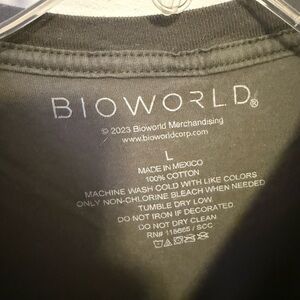 BIOWORLD®
© 2023 Bioworld Merchandising
www.bioworldcorp.com
L
MADE IN MEXICO
100% COTTON
MACHINE WASH COLD WITH LIKE COLORS
ONLY NON-CHLORINE BLEACH WHEN NEEDED
TUMBLE DRY LOW
DO NOT IRON IF DECORATED.
DO NOT DRY CLEAN
RN# 118665 / SCC